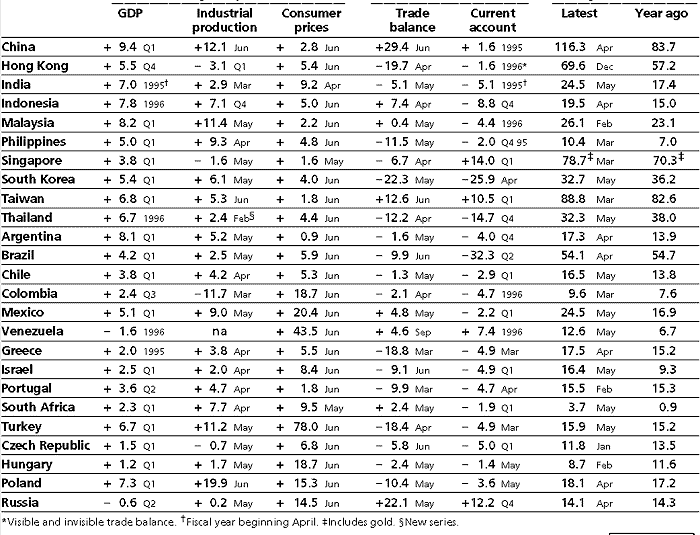 GDP Industrial production Consumer prices Trade balance Current account Latest Year ago
China + 9.4 Q1 +12.1 Jun + 2.8 Jun +29.4 Jun + 1.6 1995 116.3 Apr 83.7
Hong Kong + 5.5 Q4 − 3.1 Q1 + 5.4 Jun −19.7 Apr − 1.6 1996* 69.6 Dec 57.2
India + 7.0 1995† + 2.9 Mar + 9.2 Apr − 5.1 May − 5.1 1995† 24.5 May 17.4
Indonesia + 7.8 1996 + 7.1 Q4 + 5.0 Jun + 7.4 Apr − 8.8 Q4 19.5 Apr 15.0
Malaysia + 8.2 Q1 +11.4 May + 2.2 Jun + 0.4 May − 4.4 1996 26.1 Feb 23.1
Philippines + 5.0 Q1 + 9.3 Apr + 4.8 Jun −11.5 May − 2.0 Q4 95 10.4 Mar 7.0
Singapore + 3.8 Q1 − 1.6 May + 1.6 May − 6.7 Apr +14.0 Q1 78.7‡ Mar 70.3‡
South Korea + 5.4 Q1 + 6.1 May + 4.0 Jun −22.3 May −25.9 Apr 32.7 May 36.2
Taiwan + 6.8 Q1 + 5.3 Jun + 1.8 Jun +12.6 Jun +10.5 Q1 88.8 Mar 82.6
Thailand + 6.7 1996 + 2.4 Feb§ + 4.4 Jun −12.2 Apr −14.7 Q4 32.3 May 38.0
Argentina + 8.1 Q1 + 5.2 May + 0.9 Jun − 1.6 May − 4.0 Q4 17.3 Apr 13.9
Brazil + 4.2 Q1 + 2.5 May + 5.9 Jun − 9.9 Jun −32.3 Q2 54.1 Apr 54.7
Chile + 3.8 Q1 + 4.2 Apr + 5.3 Jun − 1.3 May − 2.9 Q1 16.5 May 13.8
Colombia + 2.4 Q3 −11.7 Mar + 18.7 Jun − 2.1 Apr − 4.7 1996 9.6 Mar 7.6
Mexico + 5.1 Q1 + 9.0 May + 20.4 Jun + 4.8 May − 2.2 Q1 24.5 May 16.9
Venezuela − 1.6 1996 na + 43.5 Jun + 4.6 Sep + 7.4 1996 12.6 May 6.7
Greece + 2.0 1995 + 3.8 Apr + 5.5 Jun −18.8 Mar − 4.9 Mar 17.5 Apr 15.2
Israel + 2.5 Q1 + 2.0 Apr + 8.4 Jun − 9.1 Jun − 4.9 Q1 16.4 May 9.3
Portugal + 3.6 Q2 + 4.7 Apr + 1.8 Jun − 9.9 Mar − 4.7 Apr 15.5 Feb 15.3
South Africa + 2.3 Q1 + 7.7 Apr + 9.5 May + 2.4 May − 1.9 Q1 3.7 May 0.9
Turkey + 6.7 Q1 +11.2 May + 78.0 Jun −18.4 Apr − 4.9 Mar 15.9 May 15.2
Czech Republic + 1.5 Q1 − 0.7 May + 6.8 Jun − 5.8 Jun − 5.0 Q1 11.8 Jan 13.5
Hungary + 1.2 Q1 + 1.7 May + 18.7 Jun − 2.4 May − 1.4 May 8.7 Feb 11.6
Poland + 7.3 Q1 +19.9 Jun + 15.3 Jun −10.4 May − 3.6 May 18.1 Apr 17.2
Russia − 0.6 Q2 + 0.2 May + 14.5 Jun +22.1 May +12.2 Q4 14.1 Apr 14.3
*Visible and invisible trade balance. †Fiscal year beginning April. ‡Includes gold. §New series.